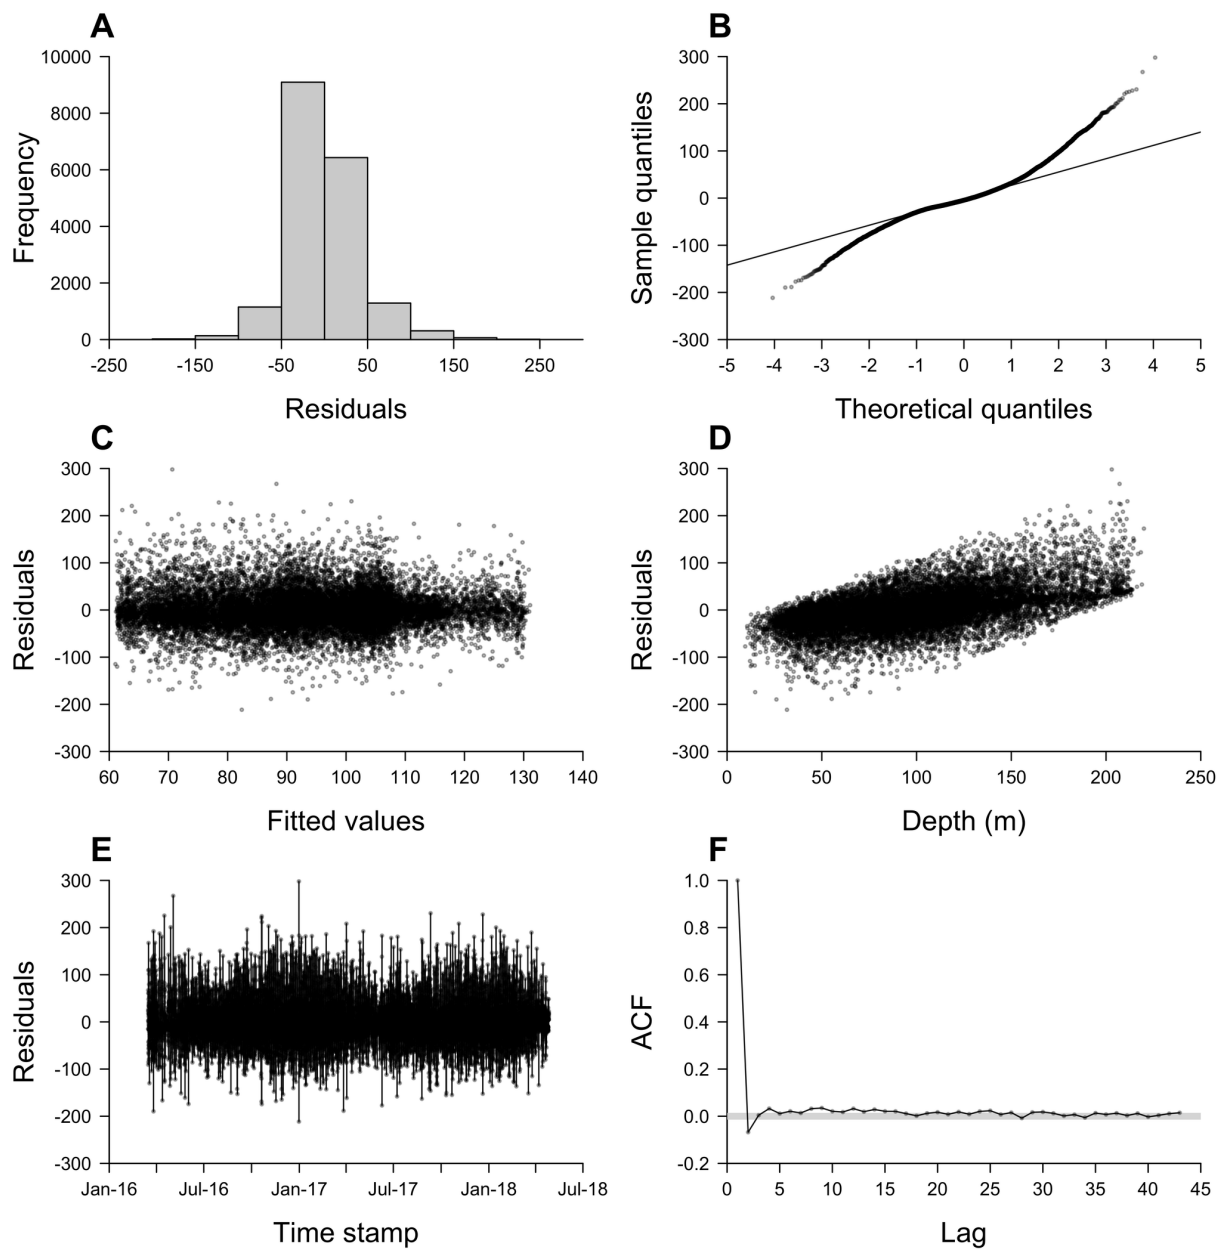 A
10000
8000
6000
4000
2000
0
Frequency
-250 -150 -50 50 150 250
Residuals
B
300
200
100
0
-100
-200
-300
Sample quantiles
-5 -4 -3 -2 -1 0 1 2 3 4 5
Theoretical quantiles
C
300
200
100
0
-100
-200
-300
Residuals
60 70 80 90 100 110 120 130 140
Fitted values
D
300
200
100
0
-100
-200
-300
Residuals
0 50 100 150 200 250
Depth (m)
E
300
200
100
0
-100
-200
-300
Residuals
Jan-16 Jul-16 Jan-17 Jul-17 Jan-18 Jul-18
Time stamp
F
1.0
0.8
0.6
0.4
0.2
0.0
-0.2
ACF
0 5 10 15 20 25 30 35 40 45
Lag